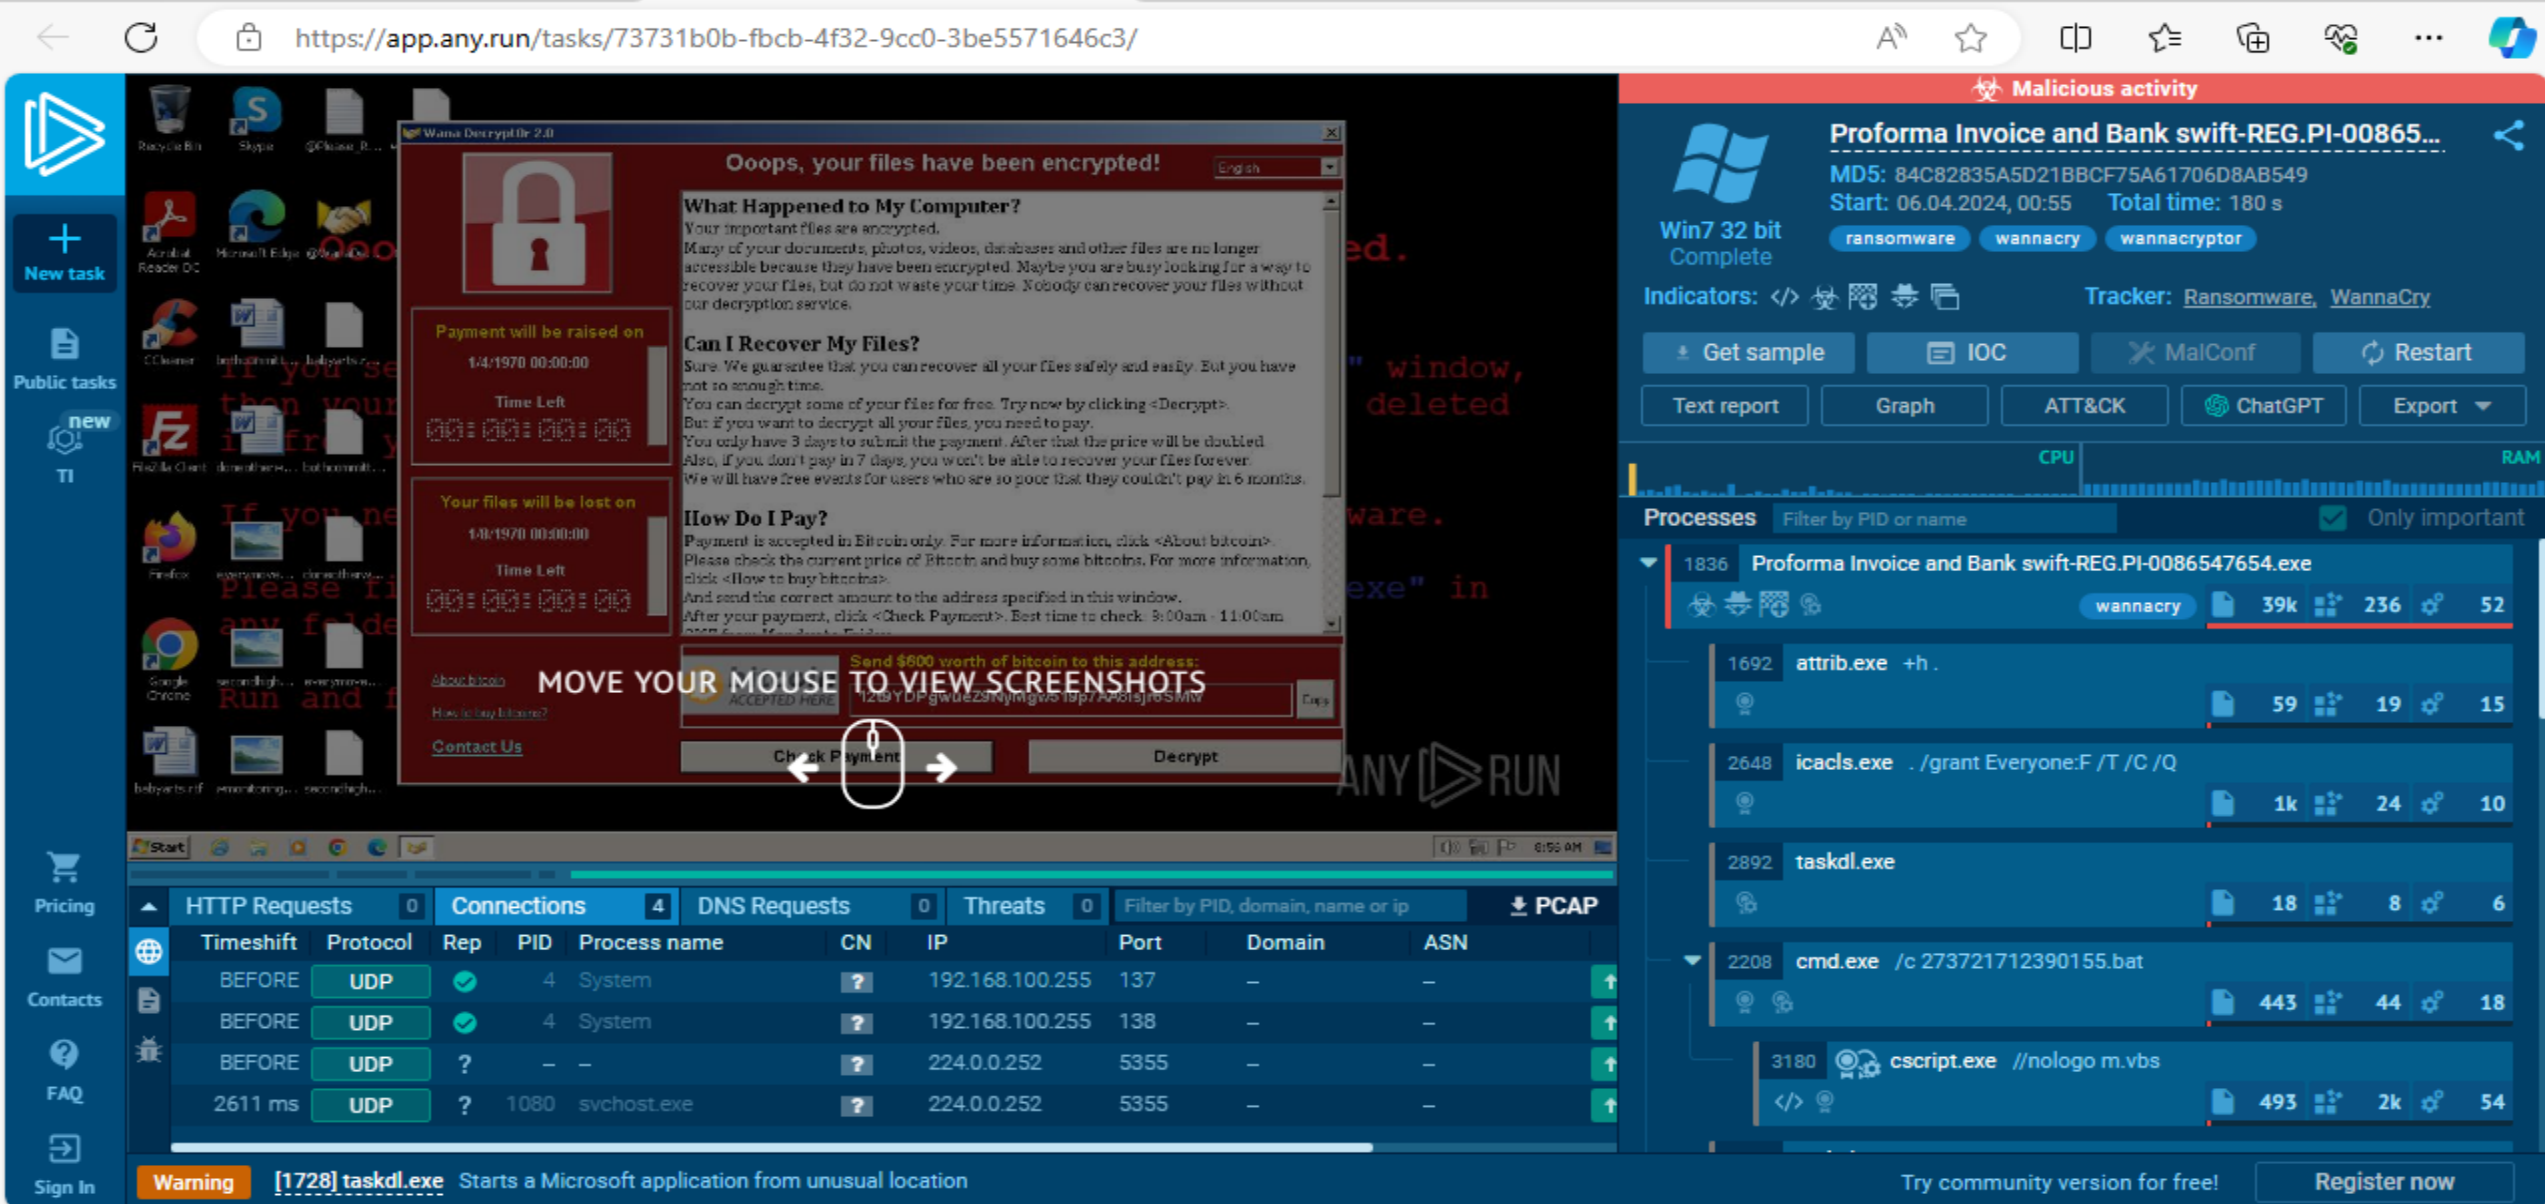 https://app.any.run/tasks/73731b0b-fbcb-4f32-9cc0-3be5571646c3/
New task
Public tasks
new
TI
Pricing
Contacts
FAQ
Sign In
Recycle Bin
Skype
@Please_R...
Acrobat Reader DC
Microsoft Edge
CCleaner
FileZilla Client
Firefox
Google Chrome
babyarts.rtf
ed.
" window,
deleted
ware.
exe" in
If you se
then your
If you ne
Please fi
any folde
Run and f
Wana Decrypt0r 2.0
Ooops, your files have been encrypted!
English
Payment will be raised on
1/4/1970 00:00:00
Time Left
00:00:00:00
Your files will be lost on
1/8/1970 00:00:00
Time Left
00:00:00:00
About bitcoin
How to buy bitcoins?
Contact Us
What Happened to My Computer?
Your important files are encrypted.
Many of your documents, photos, videos, databases and other files are no longer
accessible because they have been encrypted. Maybe you are busy looking for a way to
recover your files, but do not waste your time. Nobody can recover your files without
our decryption service.
Can I Recover My Files?
Sure. We guarantee that you can recover all your files safely and easily. But you have
not so enough time.
You can decrypt some of your files for free. Try now by clicking <Decrypt>.
But if you want to decrypt all your files, you need to pay.
You only have 3 days to submit the payment. After that the price will be doubled.
Also, if you don't pay in 7 days, you won't be able to recover your files forever.
We will have free events for users who are so poor that they couldn't pay in 6 months.
How Do I Pay?
Payment is accepted in Bitcoin only. For more information, click <About bitcoin>.
Please check the current price of Bitcoin and buy some bitcoins. For more information,
click <How to buy bitcoins>.
And send the correct amount to the address specified in this window.
After your payment, click <Check Payment>. Best time to check: 9:00am - 11:00am
Send $600 worth of bitcoin to this address:
ACCEPTED HERE
Copy
Check Payment
Decrypt
MOVE YOUR MOUSE TO VIEW SCREENSHOTS
ANY RUN
Start
8:56 AM
HTTP Requests 0
Connections 4
DNS Requests 0
Threats 0
Filter by PID, domain, name or ip
PCAP
Timeshift Protocol Rep PID Process name CN IP Port Domain ASN
BEFORE UDP 4 System ? 192.168.100.255 137 – –
BEFORE UDP 4 System ? 192.168.100.255 138 – –
BEFORE UDP ? – – ? 224.0.0.252 5355 – –
2611 ms UDP ? 1080 svchost.exe ? 224.0.0.252 5355 – –
Warning [1728] taskdl.exe Starts a Microsoft application from unusual location
Try community version for free!
Register now
Malicious activity
Win7 32 bit
Complete
Proforma Invoice and Bank swift-REG.PI-00865...
MD5: 84C82835A5D21BBCF75A61706D8AB549
Start: 06.04.2024, 00:55 Total time: 180 s
ransomware wannacry wannacryptor
Indicators:
Tracker: Ransomware, WannaCry
Get sample
IOC
MalConf
Restart
Text report
Graph
ATT&CK
ChatGPT
Export
CPU
RAM
Processes
Filter by PID or name
Only important
1836 Proforma Invoice and Bank swift-REG.PI-0086547654.exe
wannacry 39k 236 52
1692 attrib.exe +h .
59 19 15
2648 icacls.exe . /grant Everyone:F /T /C /Q
1k 24 10
2892 taskdl.exe
18 8 6
2208 cmd.exe /c 273721712390155.bat
443 44 18
3180 cscript.exe //nologo m.vbs
493 2k 54